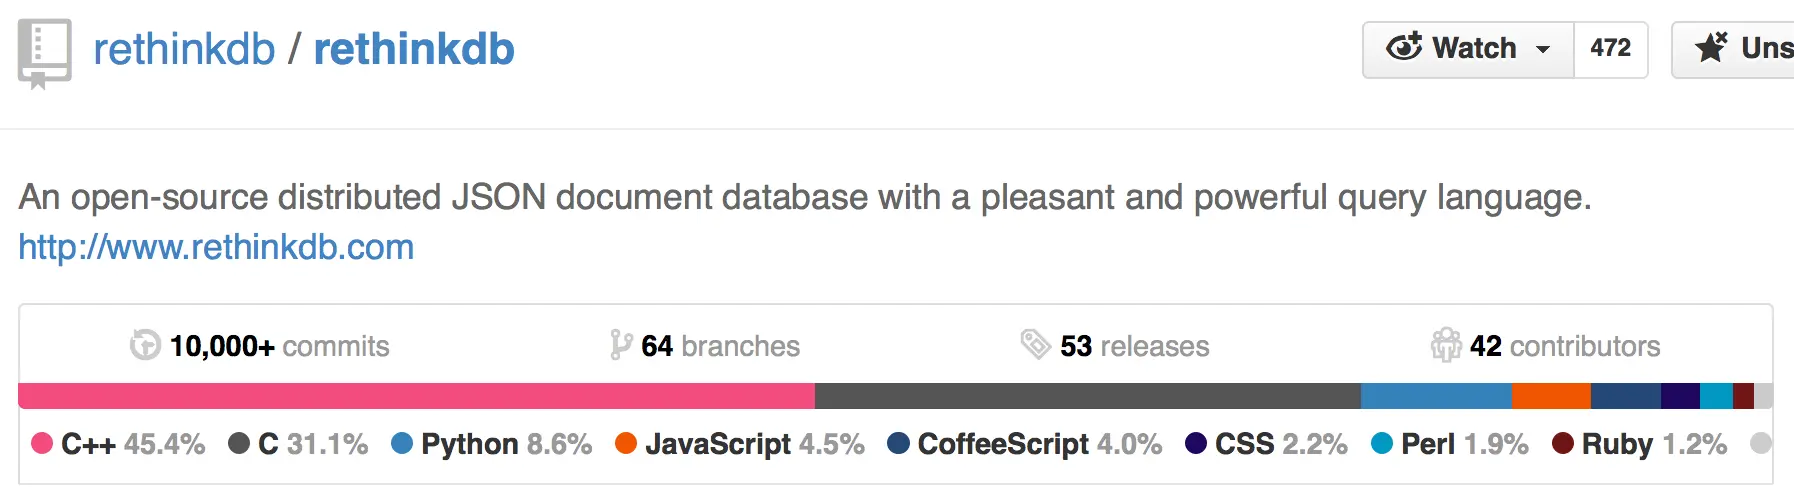 rethinkdb / rethinkdb Watch 472 Uns
An open-source distributed JSON document database with a pleasant and powerful query language.
http://www.rethinkdb.com
10,000+ commits 64 branches 53 releases 42 contributors
C++ 45.4% C 31.1% Python 8.6% JavaScript 4.5% CoffeeScript 4.0% CSS 2.2% Perl 1.9% Ruby 1.2%